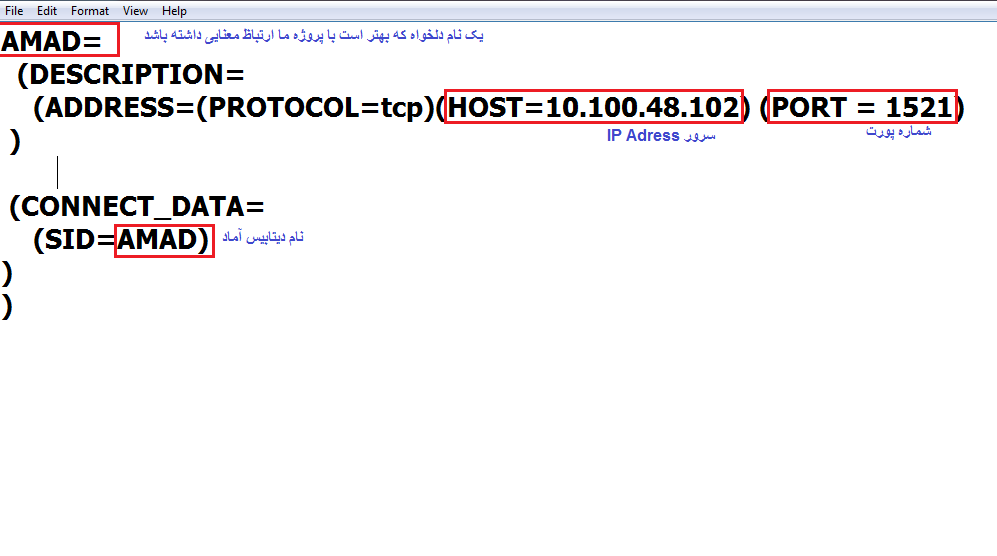 File Edit Format View Help
AMAD= یک نام دلخواه که بهتر است با پروژه ما ارتباظ معنایی داشته باشد
(DESCRIPTION=
(ADDRESS=(PROTOCOL=tcp)(HOST=10.100.48.102) (PORT = 1521)
)
سرور IP Adress شماره پورت
(CONNECT_DATA=
(SID=AMAD) نام دیتابیس آماد
)
)